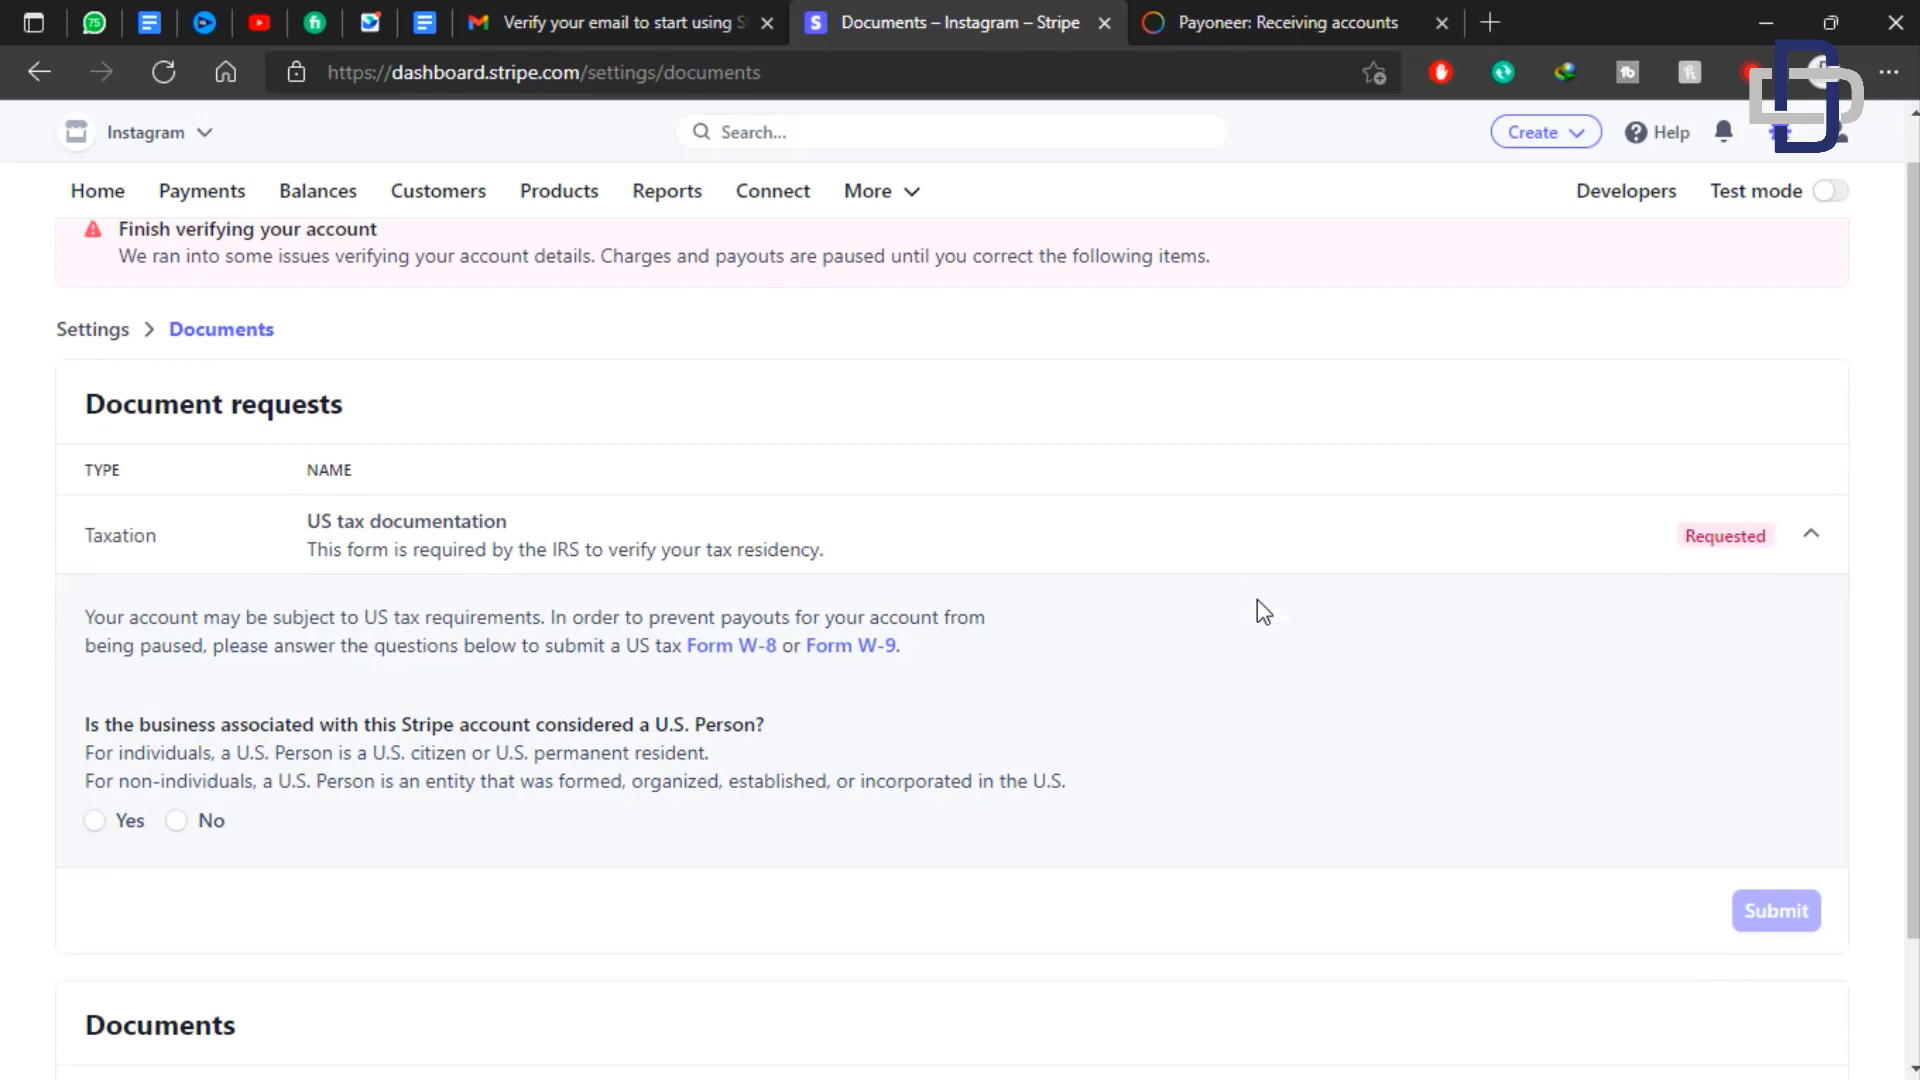 75
Verify your email to start using S
Documents – Instagram – Stripe
Payoneer: Receiving accounts
https://dashboard.stripe.com/settings/documents
Instagram
Search...
Create
Help
Home
Payments
Balances
Customers
Products
Reports
Connect
More
Developers
Test mode
Finish verifying your account
We ran into some issues verifying your account details. Charges and payouts are paused until you correct the following items.
Settings > Documents
Document requests
TYPE
NAME
Taxation
US tax documentation
This form is required by the IRS to verify your tax residency.
Requested
Your account may be subject to US tax requirements. In order to prevent payouts for your account from
being paused, please answer the questions below to submit a US tax Form W-8 or Form W-9.
Is the business associated with this Stripe account considered a U.S. Person?
For individuals, a U.S. Person is a U.S. citizen or U.S. permanent resident.
For non-individuals, a U.S. Person is an entity that was formed, organized, established, or incorporated in the U.S.
Yes
No
Submit
Documents